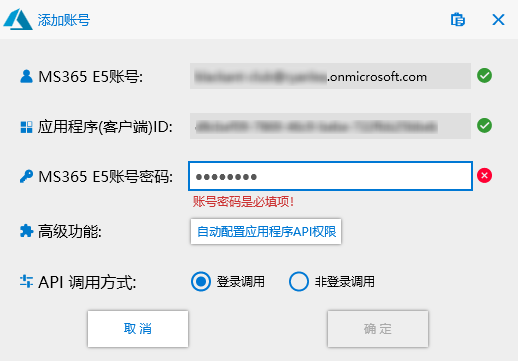 添加账号
MS365 E5账号:
.onmicrosoft.com
应用程序(客户端)ID:
MS365 E5账号密码:
账号密码是必填项!
高级功能:
自动配置应用程序API权限
API 调用方式:
登录调用
非登录调用
取 消
确 定